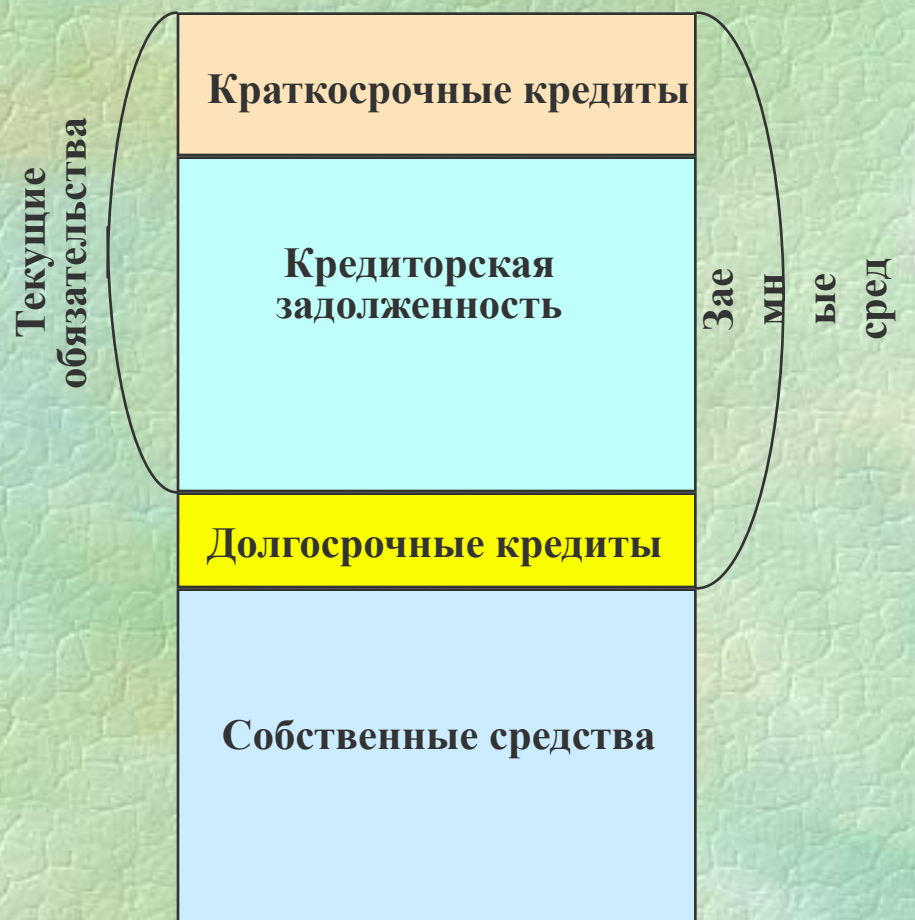 Краткосрочные кредиты
Текущие
обязательства
Кредиторская
задолженность
Зае
мн
ые
сред
Долгосрочные кредиты
Собственные средства